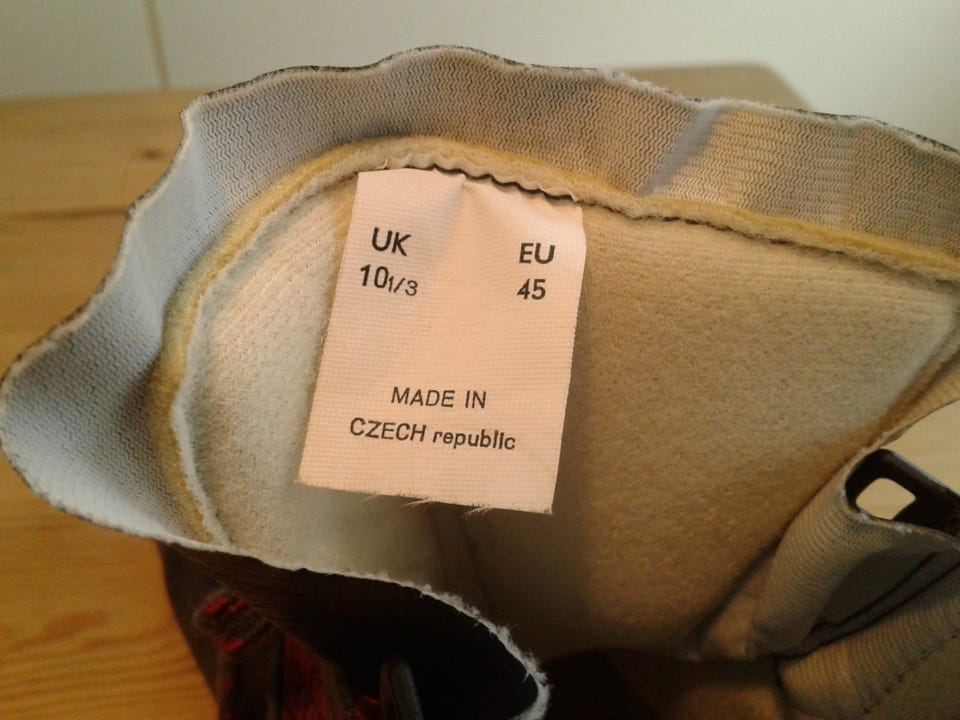 UK EU
10 1/3 45
MADE IN
CZECH republic